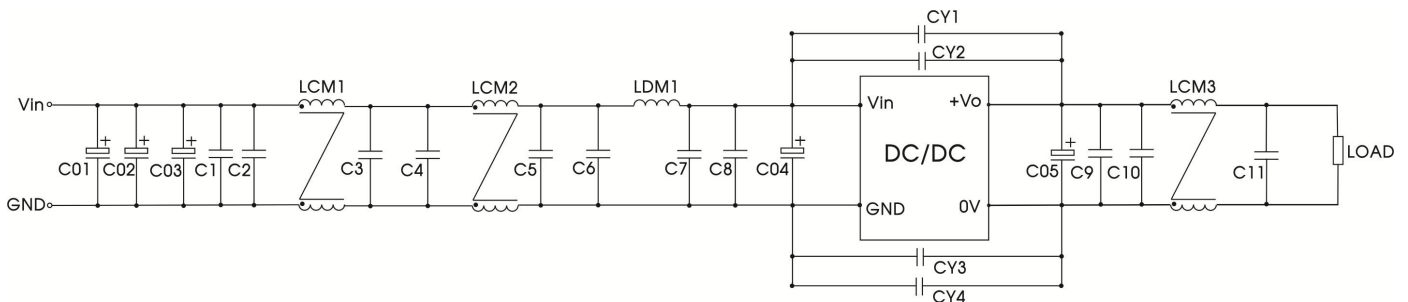 CY1
CY2
LCM1
LCM2
LDM1
LCM3
Vin
Vin
+Vo
+
+
+
+
+
DC/DC
LOAD
C01
C02
C03
C1
C2
C3
C4
C5
C6
C7
C8
C04
C05
C9
C10
C11
GND
GND
0V
CY3
CY4